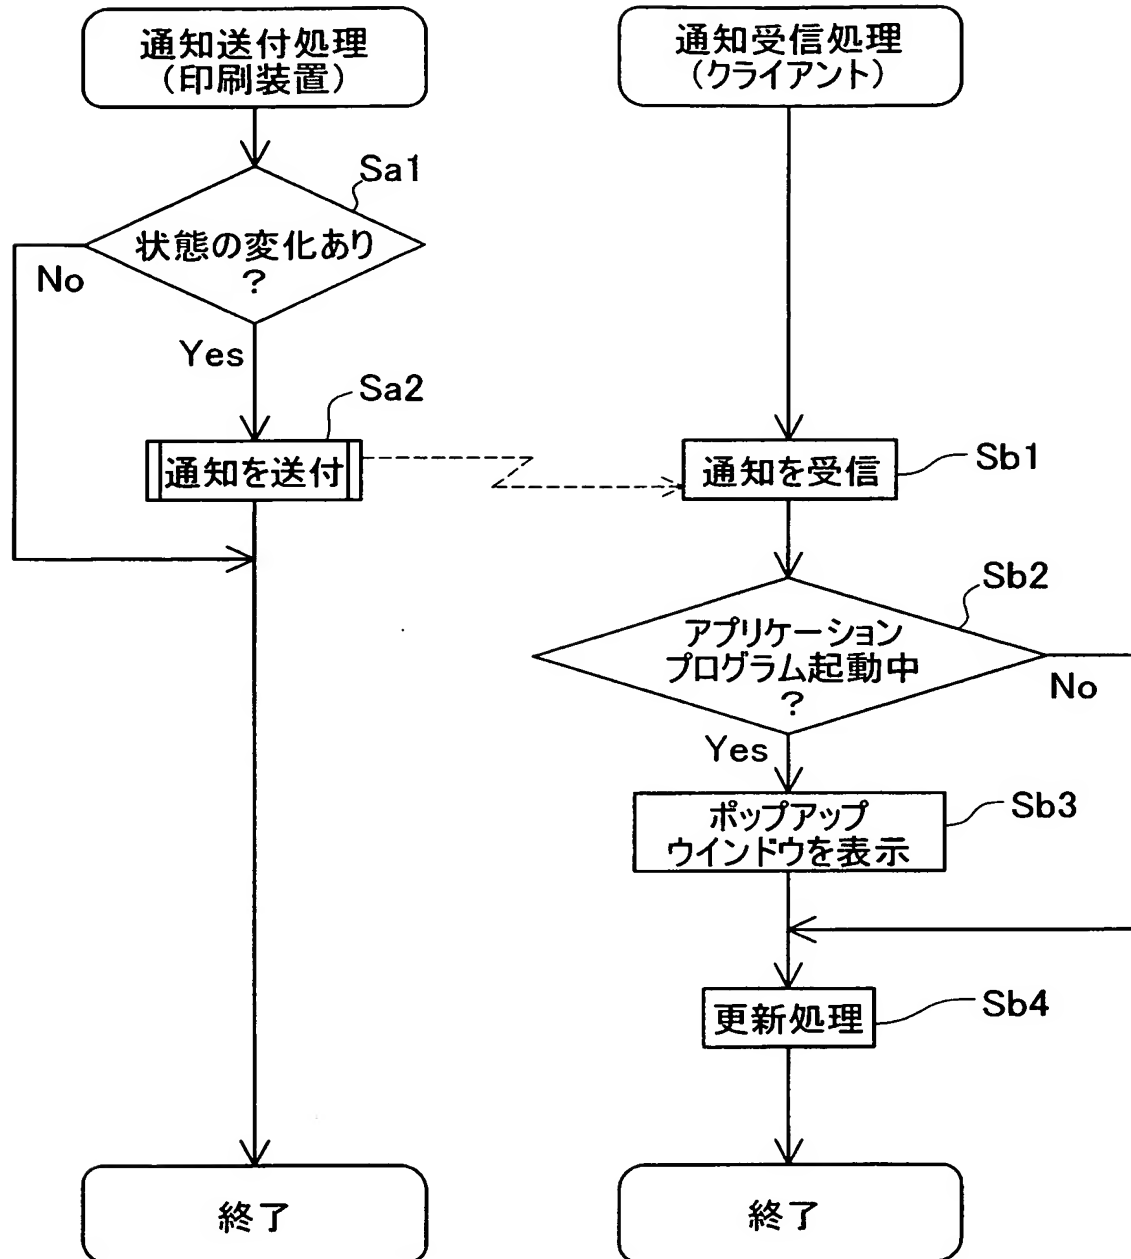 通知送付処理
（印刷装置）
Sa1
状態の変化あり
？
No
Yes
Sa2
通知を送付
終了
通知受信処理
（クライアント）
通知を受信
Sb1
Sb2
アプリケーション
プログラム起動中
？
No
Yes
ポップアップ
ウインドウを表示
Sb3
更新処理
Sb4
終了